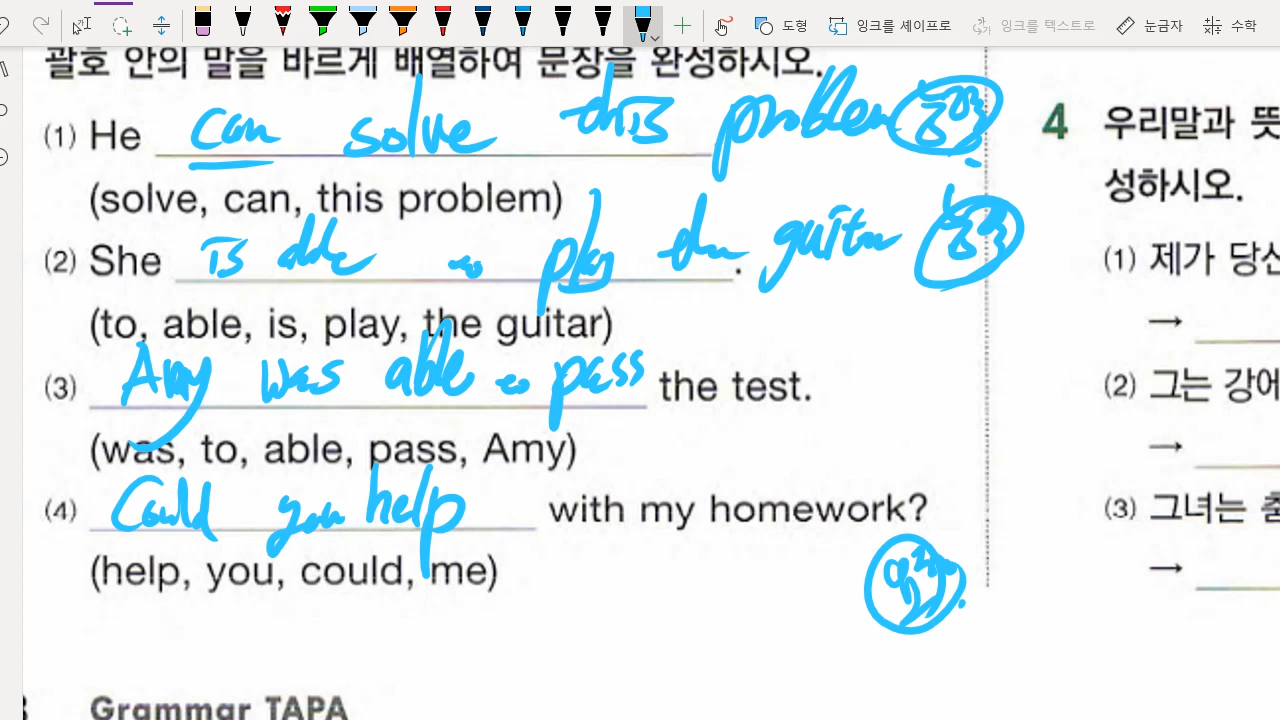 도형 잉크를 셰이프로 잉크를 텍스트로 눈금자 수학
괄호 안의 말을 바르게 배열하여 문장을 완성하시오.
(1) He can solve this problem
(solve, can, this problem)
(2) She is able to play the guitar.
(to, able, is, play, the guitar)
(3) Amy was able to pass the test.
(was, to, able, pass, Amy)
(4) Could you help with my homework?
(help, you, could, me)
Grammar TAPA
4 우리말과 뜻
성하시오.
(1) 제가 당신
→
(2) 그는 강에
→
(3) 그녀는 춤
→